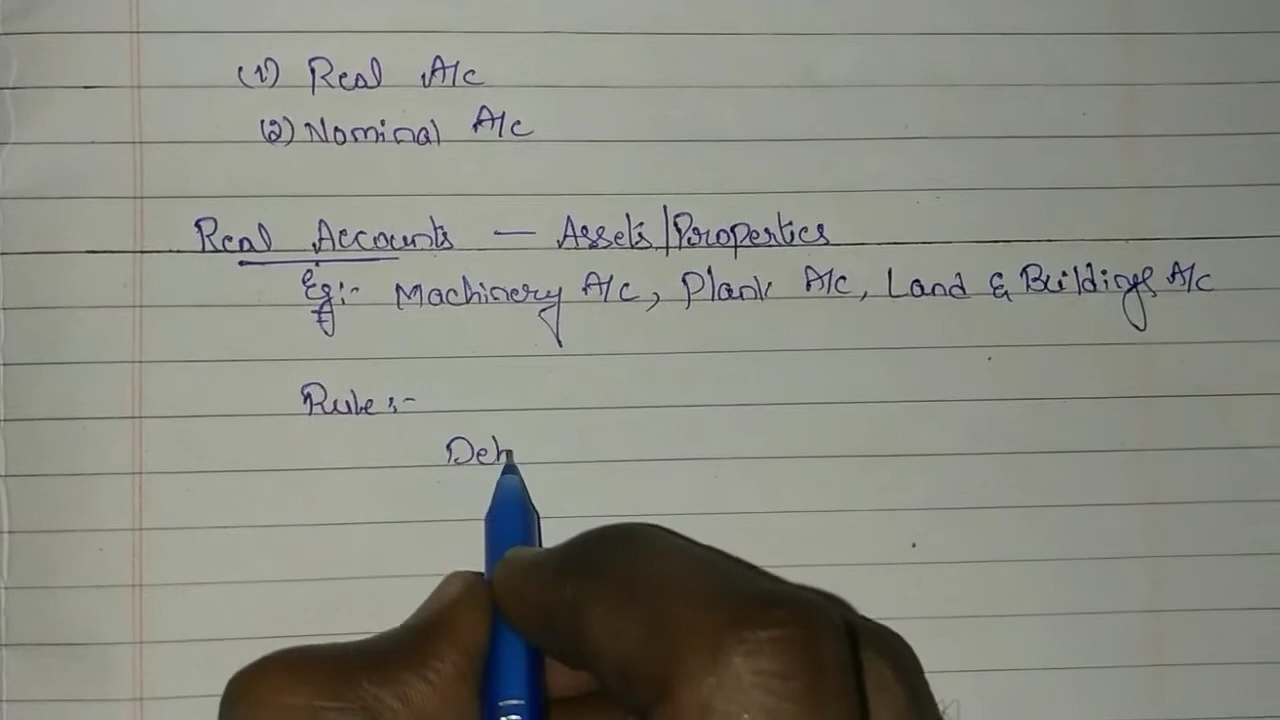 (1) Real A/c
(2) Nominal A/c
Real Accounts — Assets/Properties
Eg:- Machinery A/c, Plant A/c, Land & Buildings A/c
Rule:-
Deb